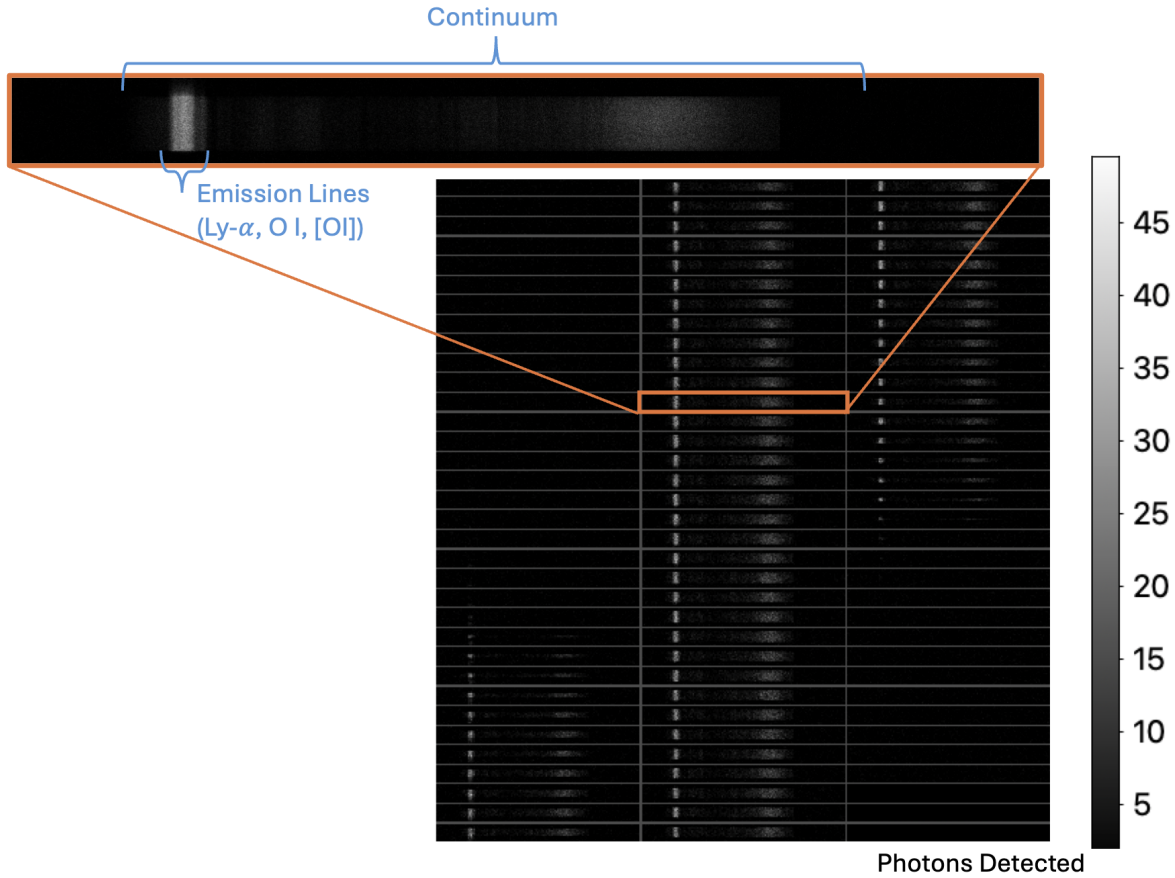 Continuum
Emission Lines
(Ly-α, O I, [OI])
45
40
35
30
25
20
15
10
5
Photons Detected